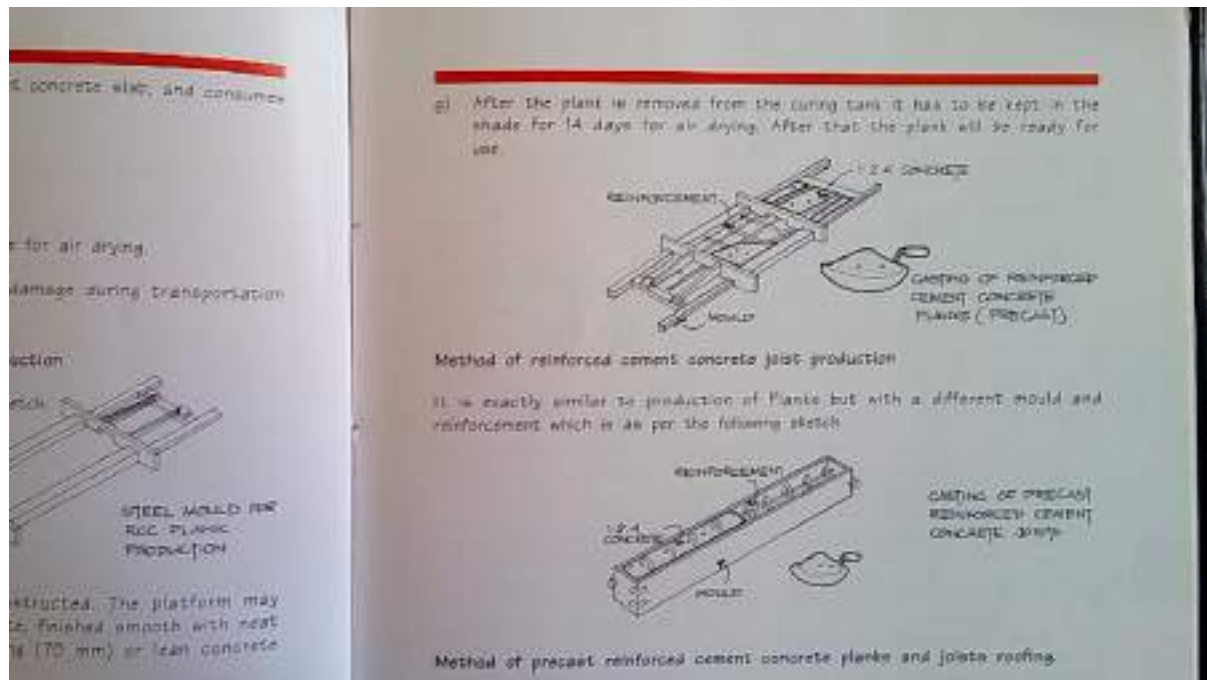 concrete slab, and consumes
for air drying.
damage during transportation
STEEL MOULD FOR
RCC PLANK
PRODUCTION
The platform may
finished smooth with neat
(70 mm) or lean concrete
g) After the plank is removed from the curing tank it has to be kept in the
shade for 14 days for air drying. After that the plank will be ready for
use.
1:2:4 CONCRETE
REINFORCEMENT
MOULD
CASTING OF REINFORCED
CEMENT CONCRETE
PLANKS (PRECAST)
Method of reinforced cement concrete joist production
It is exactly similar to production of Planks but with a different mould and
reinforcement which is as per the following sketch
REINFORCEMENT
1:2:4
CONCRETE
MOULD
CASTING OF PRECAST
REINFORCED CEMENT
CONCRETE JOISTS
Method of precast reinforced cement concrete planks and joists roofing.